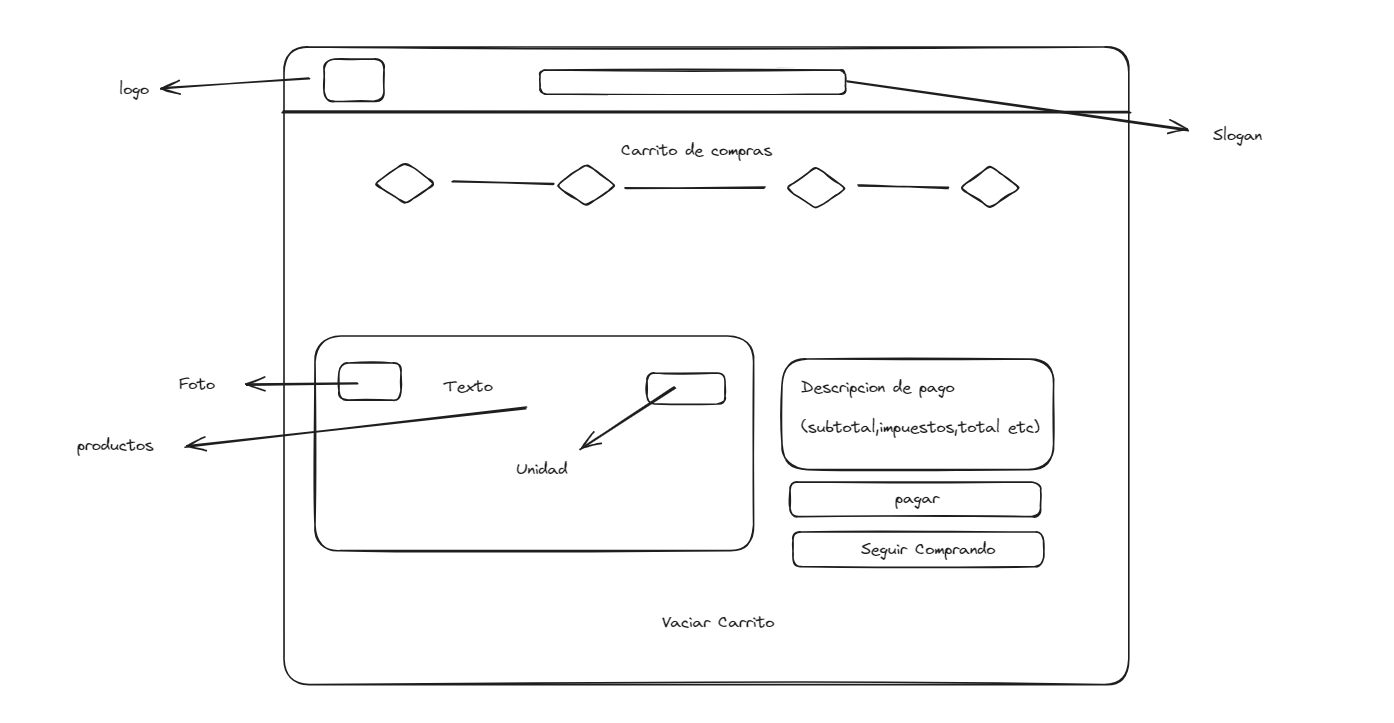 logo
Slogan
Carrito de compras
Foto
Texto
productos
Unidad
Descripcion de pago
(subtotal,impuestos,total etc)
pagar
Seguir Comprando
Vaciar Carrito